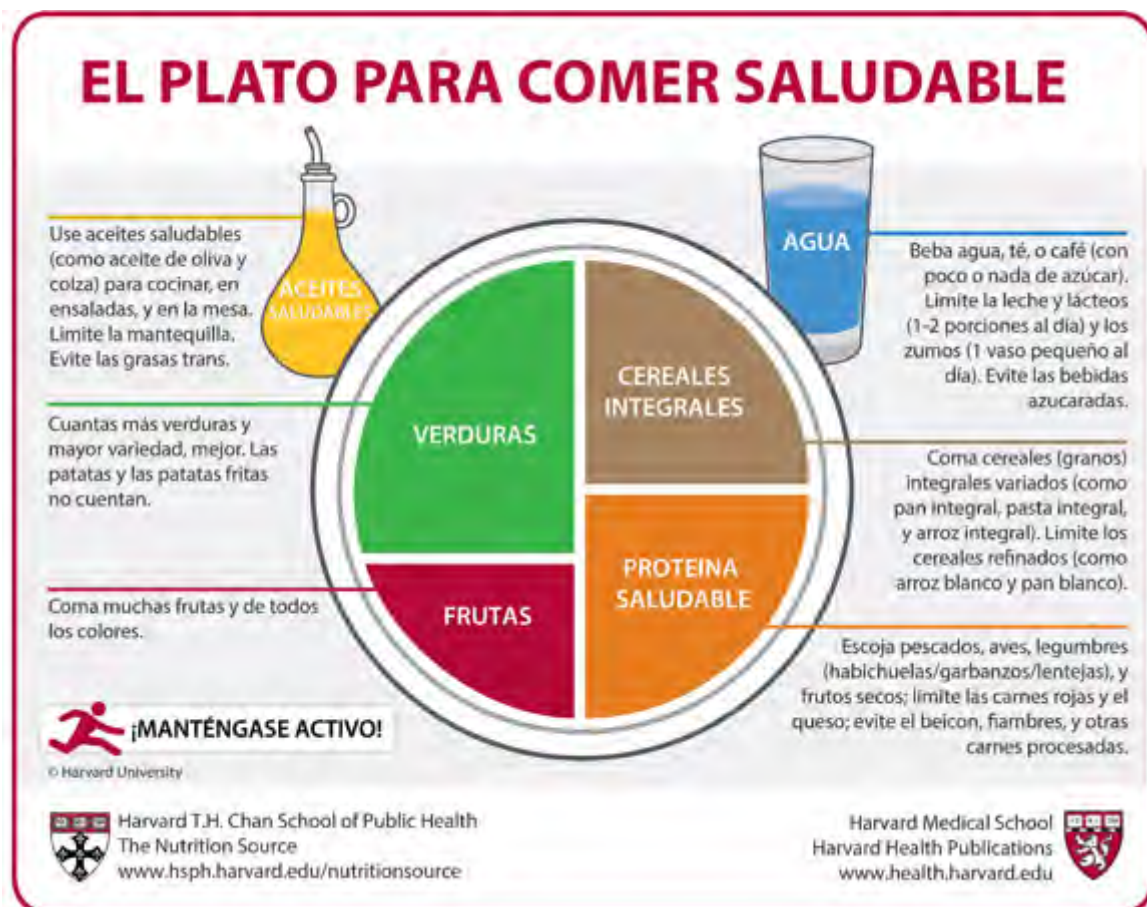 EL PLATO PARA COMER SALUDABLE
Use aceites saludables
(como aceite de oliva y
colza) para cocinar, en
ensaladas, y en la mesa.
Limite la mantequilla.
Evite las grasas trans.
ACEITES
SALUDABLES
AGUA
Beba agua, té, o café (con
poco o nada de azúcar).
Limite la leche y lácteos
(1-2 porciones al día) y los
zumos (1 vaso pequeño al
día). Evite las bebidas
azucaradas.
Cuantas más verduras y
mayor variedad, mejor. Las
patatas y las patatas fritas
no cuentan.
VERDURAS
CEREALES
INTEGRALES
Coma cereales (granos)
integrales variados (como
pan integral, pasta integral,
y arroz integral). Limite los
cereales refinados (como
arroz blanco y pan blanco).
Coma muchas frutas y de todos
los colores.
FRUTAS
PROTEINA
SALUDABLE
Escoja pescados, aves, legumbres
(habichuelas/garbanzos/lentejas), y
frutos secos; limite las carnes rojas y el
queso; evite el beicon, fiambres, y otras
carnes procesadas.
¡MANTÉNGASE ACTIVO!
© Harvard University
Harvard T.H. Chan School of Public Health
The Nutrition Source
www.hsph.harvard.edu/nutritionsource
Harvard Medical School
Harvard Health Publications
www.health.harvard.edu